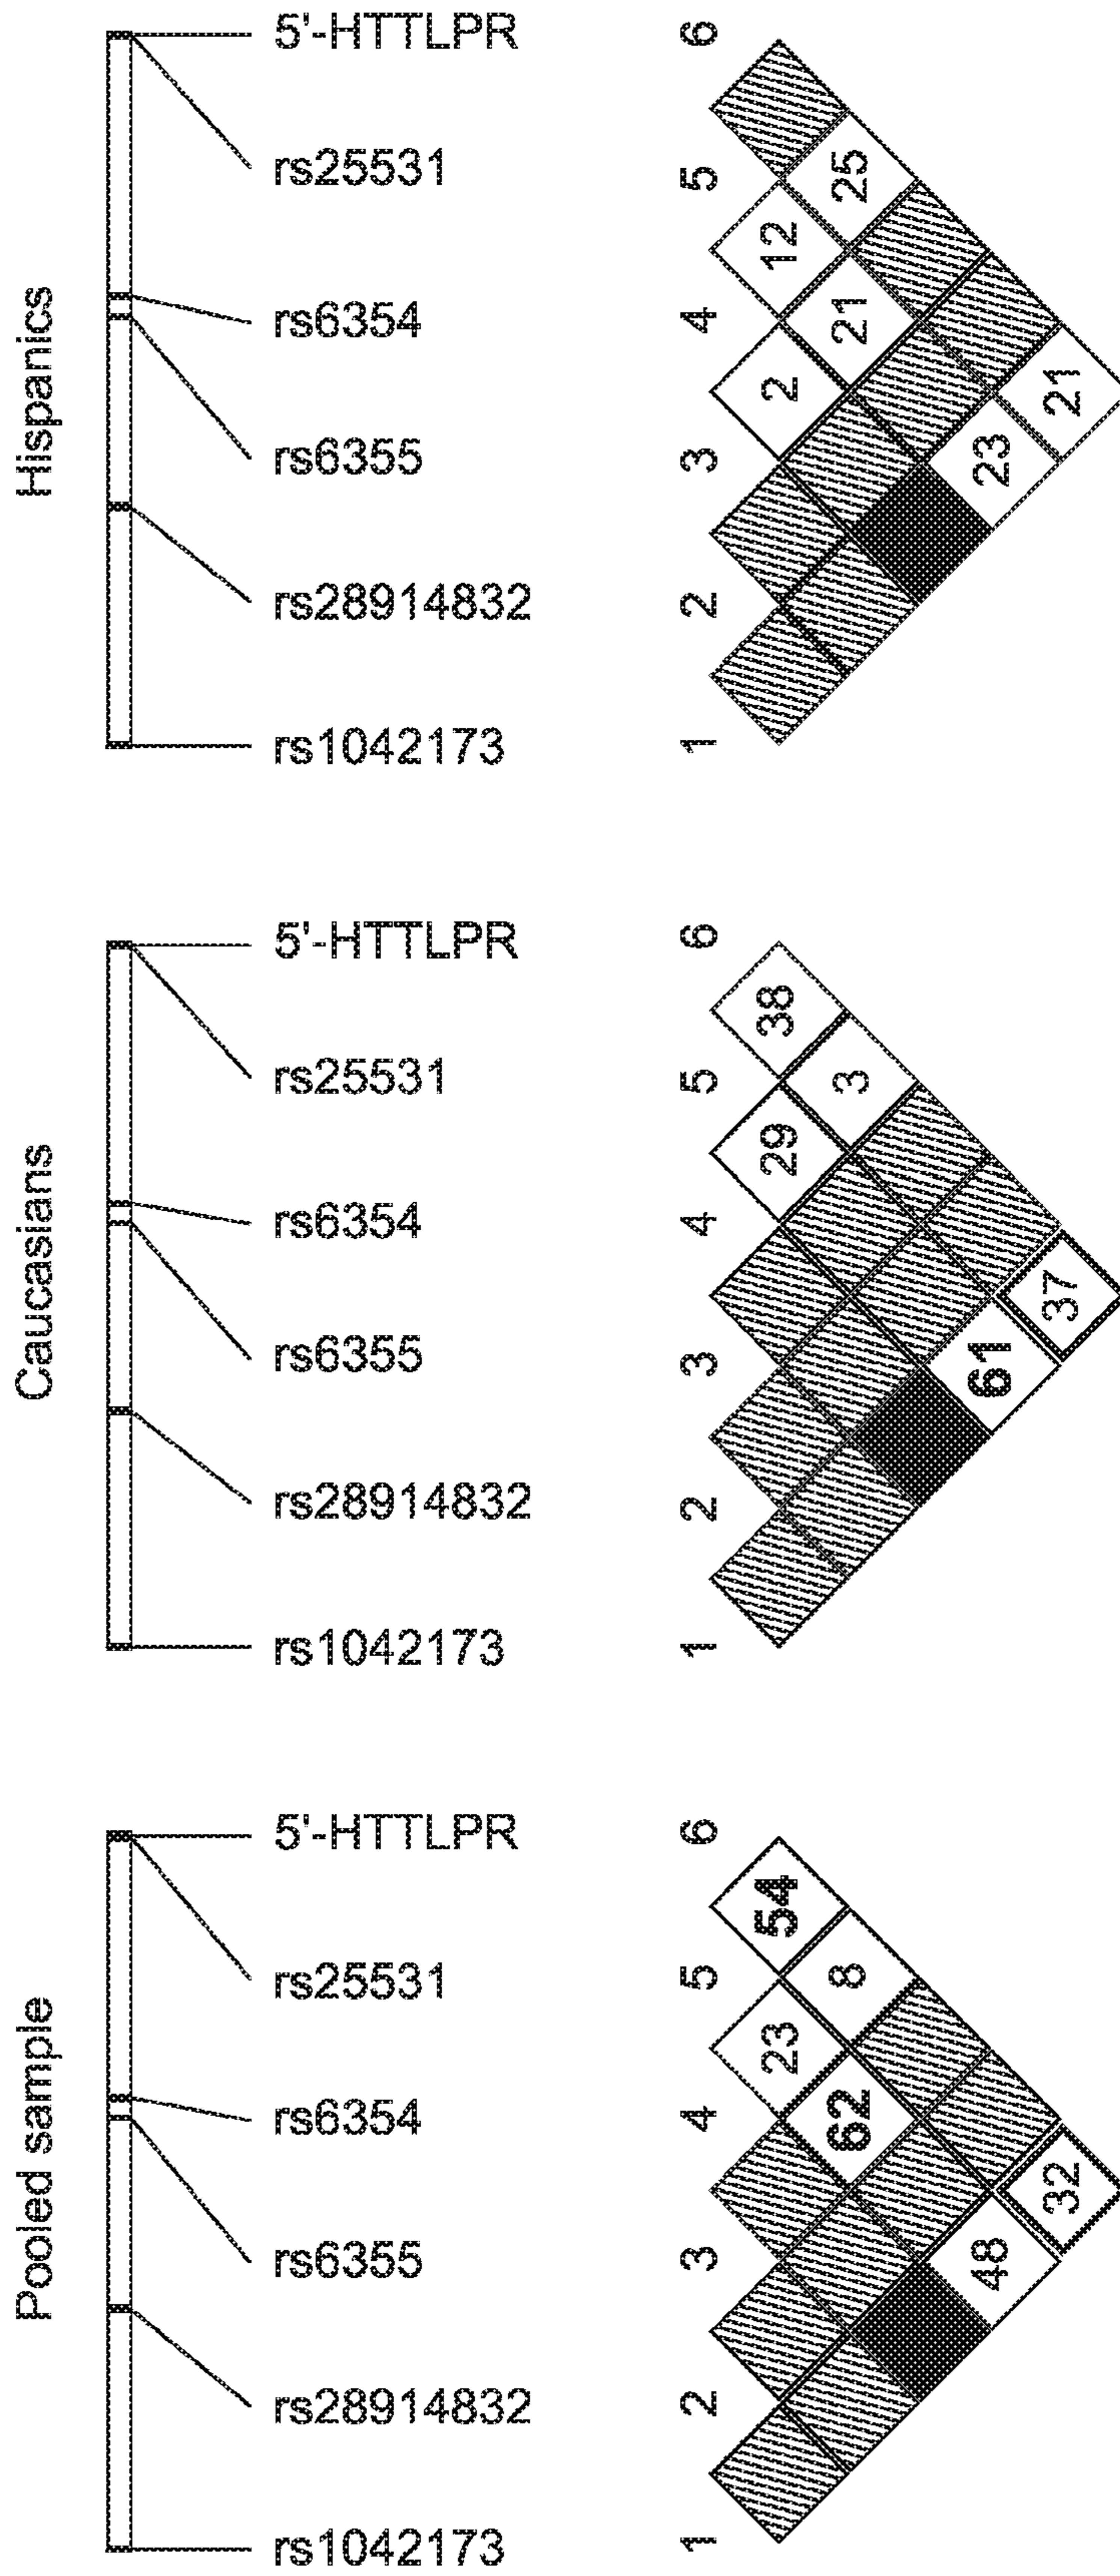 Pooled sample
rs1042173
rs28914832
rs6355
rs6354
rs25531
5'-HTTLPR
1 2 3 4 5 6
23 54
62 8
48
32
Caucasians
rs1042173
rs28914832
rs6355
rs6354
rs25531
5'-HTTLPR
1 2 3 4 5 6
29 38
3
61
37
Hispanics
rs1042173
rs28914832
rs6355
rs6354
rs25531
5'-HTTLPR
1 2 3 4 5 6
2 12
21 25
23
21